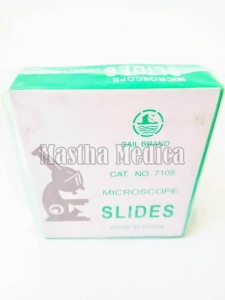 MICROSCOPE
SLIDES
SAIL BRAND
Mastha Medica
CAT. NO. 7105
MICROSCOPE
SLIDES
MADE IN CHINA